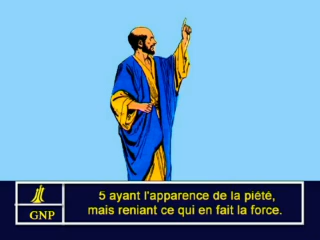 5 ayant l'apparence de la piété,
mais reniant ce qui en fait la force.
GNP